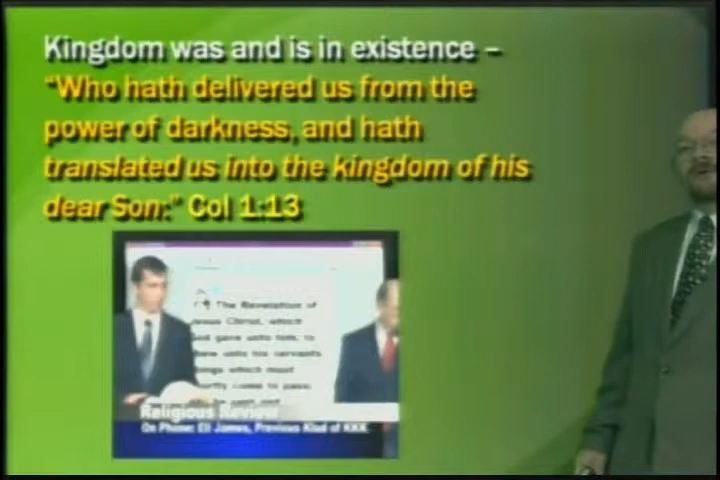 Kingdom was and is in existence –
“Who hath delivered us from the
power of darkness, and hath
translated us into the kingdom of his
dear Son:” Col 1:13
The Revelation of
Jesus Christ, which
God gave unto him, to
unto his servants
things which must
shortly come to pass
Religious Review
On Phone: Eli James, Previous Klud of KKK